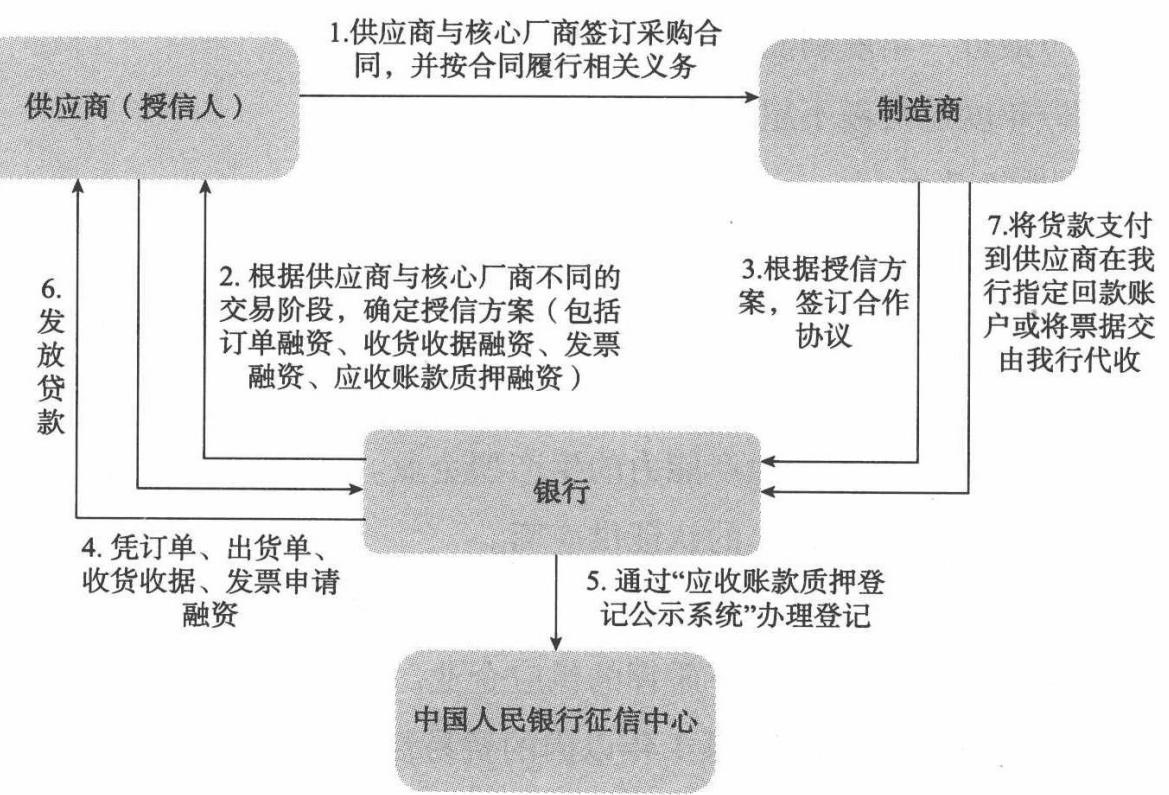 1.供应商与核心厂商签订采购合
同，并按合同履行相关义务
供应商（授信人）
制造商
6.
发
放
贷
款
2. 根据供应商与核心厂商不同的
交易阶段，确定授信方案（包括
订单融资、收货收据融资、发票
融资、应收账款质押融资）
3.根据授信方
案，签订合作
协议
7.将货款支付
到供应商在我
行指定回款账
户或将票据交
由我行代收
银行
4. 凭订单、出货单、
收货收据、发票申请
融资
5. 通过“应收账款质押登
记公示系统”办理登记
中国人民银行征信中心